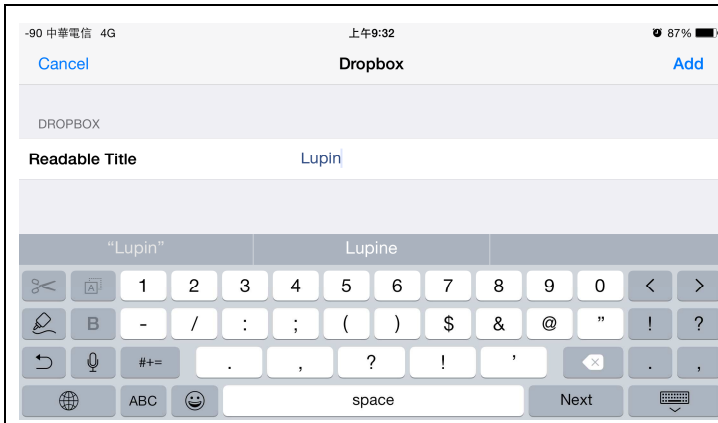 -90 中華電信 4G 上午9:32 87%
Cancel Dropbox Add
DROPBOX
Readable Title Lupin
“Lupin” Lupine
1 2 3 4 5 6 7 8 9 0 < >
B - / : ; ( ) $ & @ ” ! ?
#+= . , ? ! ’ . ,
ABC space Next